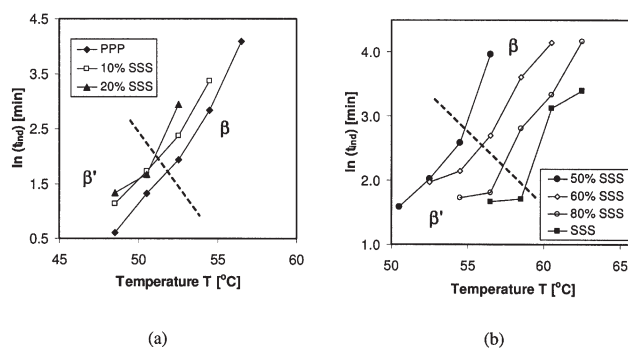 (a)
PPP
10% SSS
20% SSS
4.5
3.5
2.5
1.5
0.5
ln (tind) [min]
β
β'
45
50
55
60
Temperature T [°C]
(b)
4.0
3.0
2.0
1.0
ln (tind) [min]
β
β'
50% SSS
60% SSS
80% SSS
SSS
50
55
60
65
Temperature T [°C]
(a)
(b)